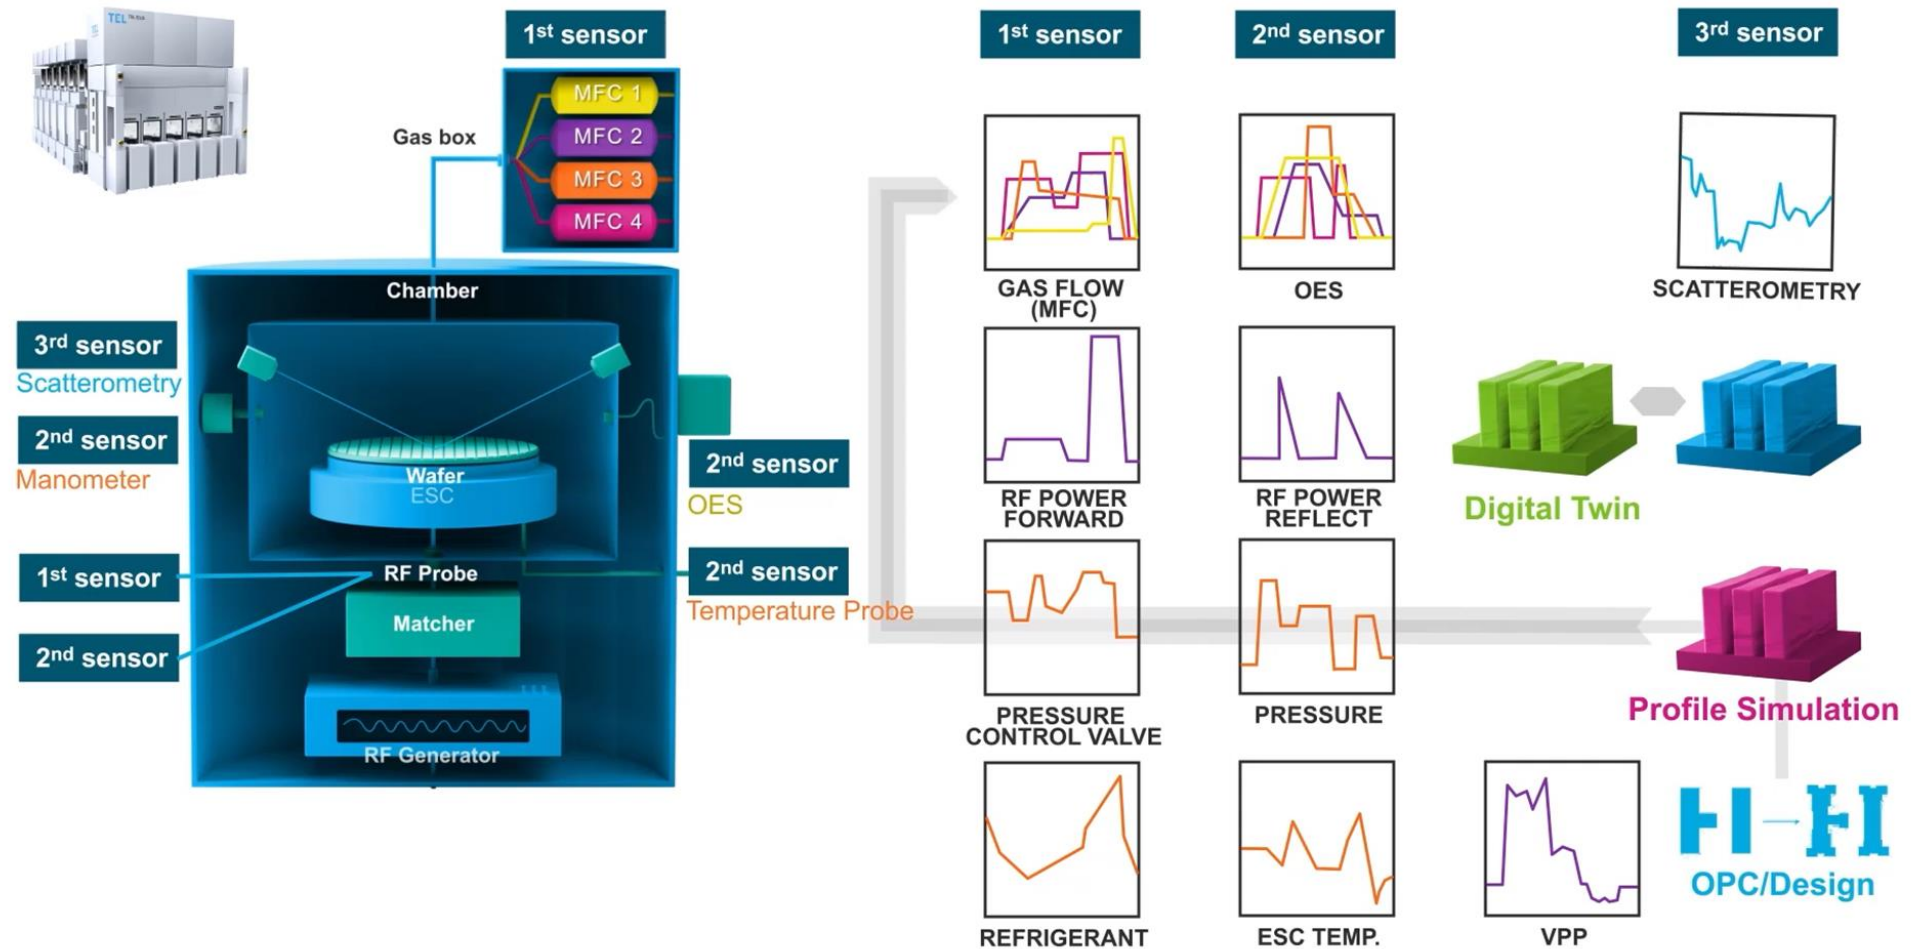 TEL
1st sensor
Gas box
MFC 1
MFC 2
MFC 3
MFC 4
Chamber
3rd sensor
Scatterometry
2nd sensor
Manometer
Wafer
ESC
2nd sensor
OES
1st sensor
RF Probe
2nd sensor
Temperature Probe
Matcher
2nd sensor
RF Generator
1st sensor
2nd sensor
3rd sensor
GAS FLOW
(MFC)
OES
SCATTEROMETRY
RF POWER
FORWARD
RF POWER
REFLECT
Digital Twin
PRESSURE
CONTROL VALVE
PRESSURE
Profile Simulation
REFRIGERANT
ESC TEMP.
VPP
OPC/Design